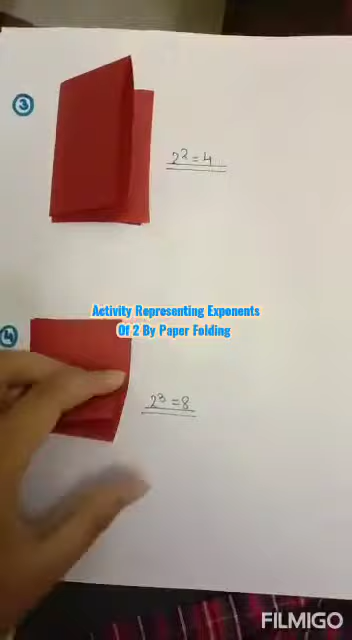 3
2² = 4
Activity Representing Exponents
Of 2 By Paper Folding
4
2³ = 8
FILMIGO